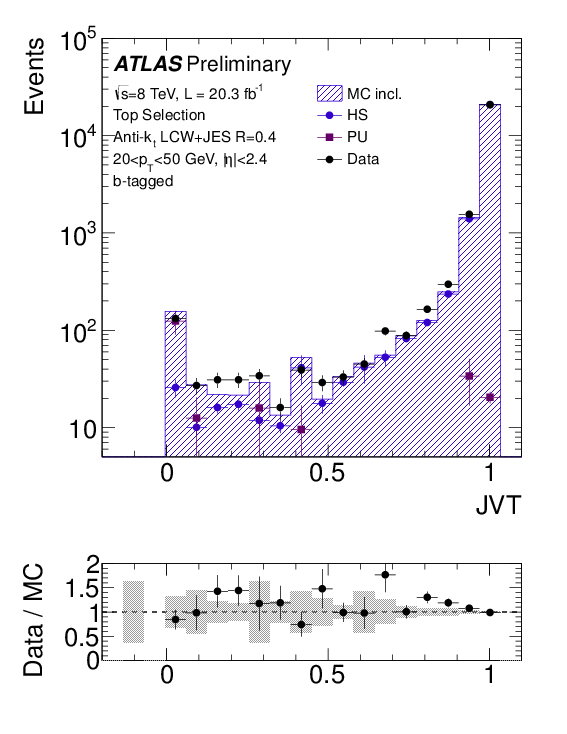 10^5
Events
ATLAS Preliminary
√s=8 TeV, L = 20.3 fb^-1
MC incl.
Top Selection
HS
10^4
Anti-k_t LCW+JES R=0.4
PU
20<p_T<50 GeV, |η|<2.4
Data
b-tagged
10^3
10^2
10
0
0.5
1
JVT
Data / MC
2
1.5
1
0.5
0
0
0.5
1